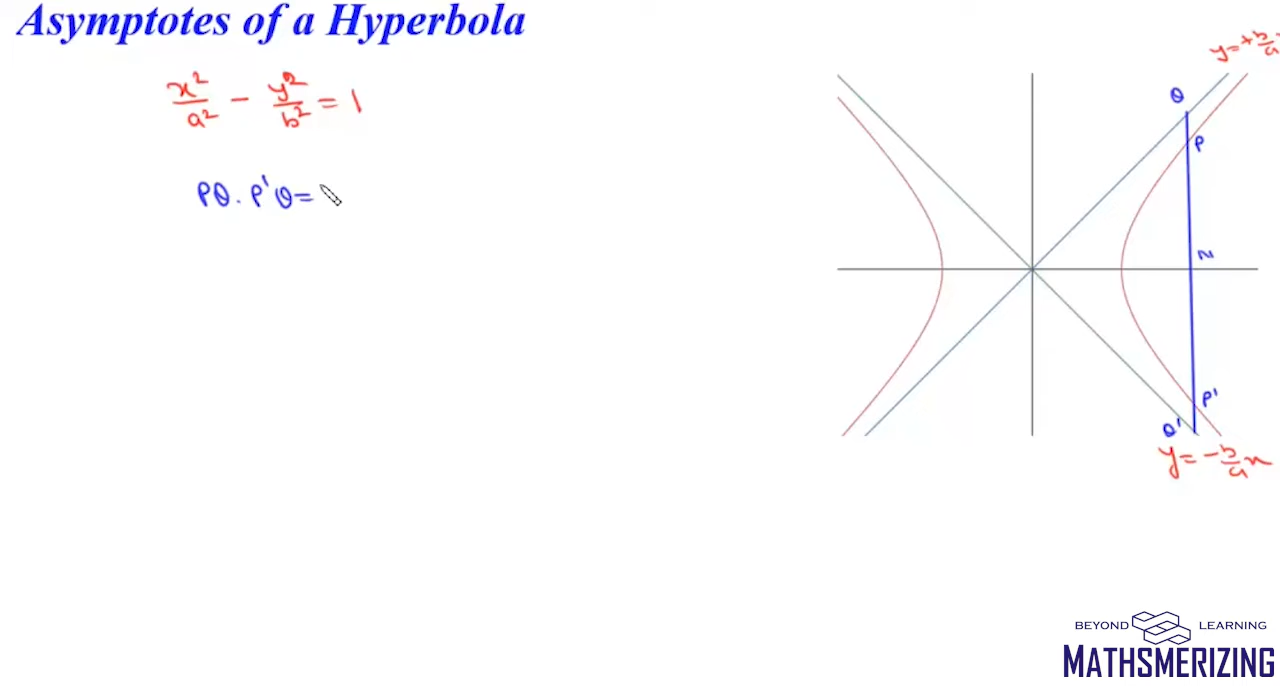 Asymptotes of a Hyperbola
x²/a² − y²/b² = 1
PQ · P'Q =
y = + b/a
Q
P
N
P'
Q'
y = − b/a x
BEYOND LEARNING
MATHSMERIZING